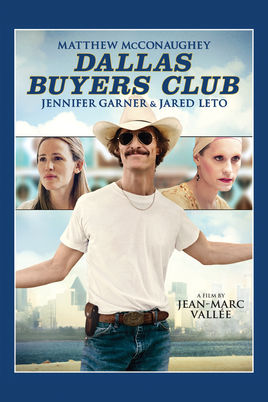 MATTHEW McCONAUGHEY
DALLAS
BUYERS CLUB
JENNIFER GARNER & JARED LETO
A FILM BY
JEAN-MARC
VALLÉE